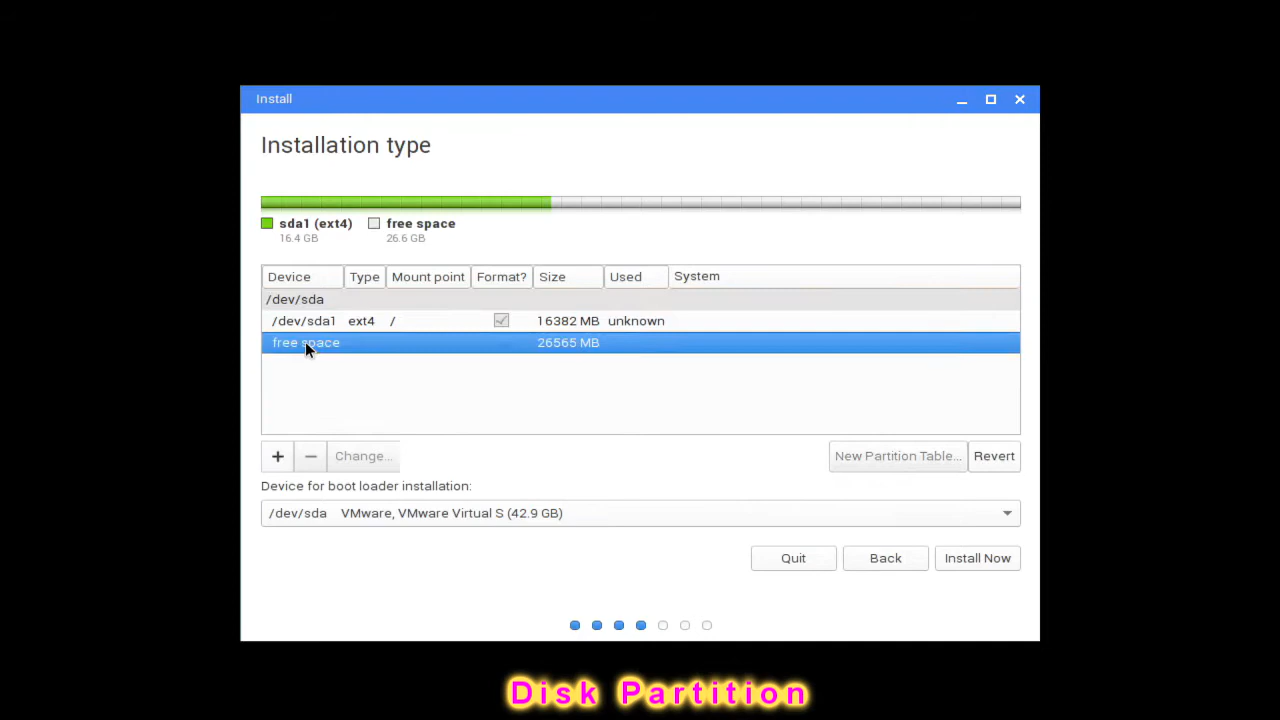 Install
Installation type
sda1 (ext4) free space
16.4 GB 26.6 GB
Device Type Mount point Format? Size Used System
/dev/sda
/dev/sda1 ext4 / 16382 MB unknown
free space 26565 MB
+ − Change... New Partition Table... Revert
Device for boot loader installation:
/dev/sda VMware, VMware Virtual S (42.9 GB)
Quit Back Install Now
Disk Partition